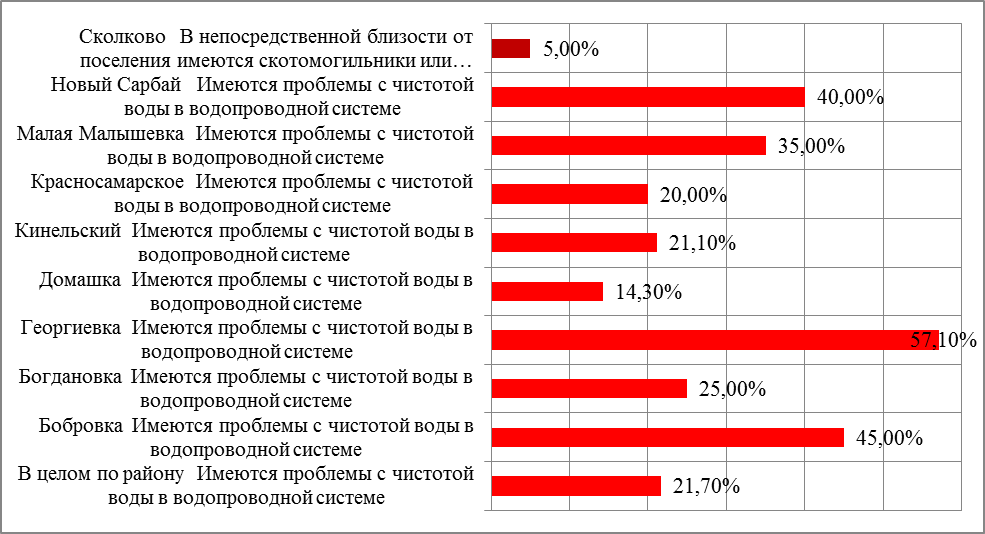 Сколково В непосредственной близости от
поселения имеются скотомогильники или…
5,00%
Новый Сарбай Имеются проблемы с чистотой
воды в водопроводной системе
40,00%
Малая Малышевка Имеются проблемы с чистотой
воды в водопроводной системе
35,00%
Красносамарское Имеются проблемы с чистотой
воды в водопроводной системе
20,00%
Кинельский Имеются проблемы с чистотой воды в
водопроводной системе
21,10%
Домашка Имеются проблемы с чистотой воды в
водопроводной системе
14,30%
Георгиевка Имеются проблемы с чистотой воды в
водопроводной системе
57,10%
Богдановка Имеются проблемы с чистотой воды в
водопроводной системе
25,00%
Бобровка Имеются проблемы с чистотой воды в
водопроводной системе
45,00%
В целом по району Имеются проблемы с чистотой
воды в водопроводной системе
21,70%